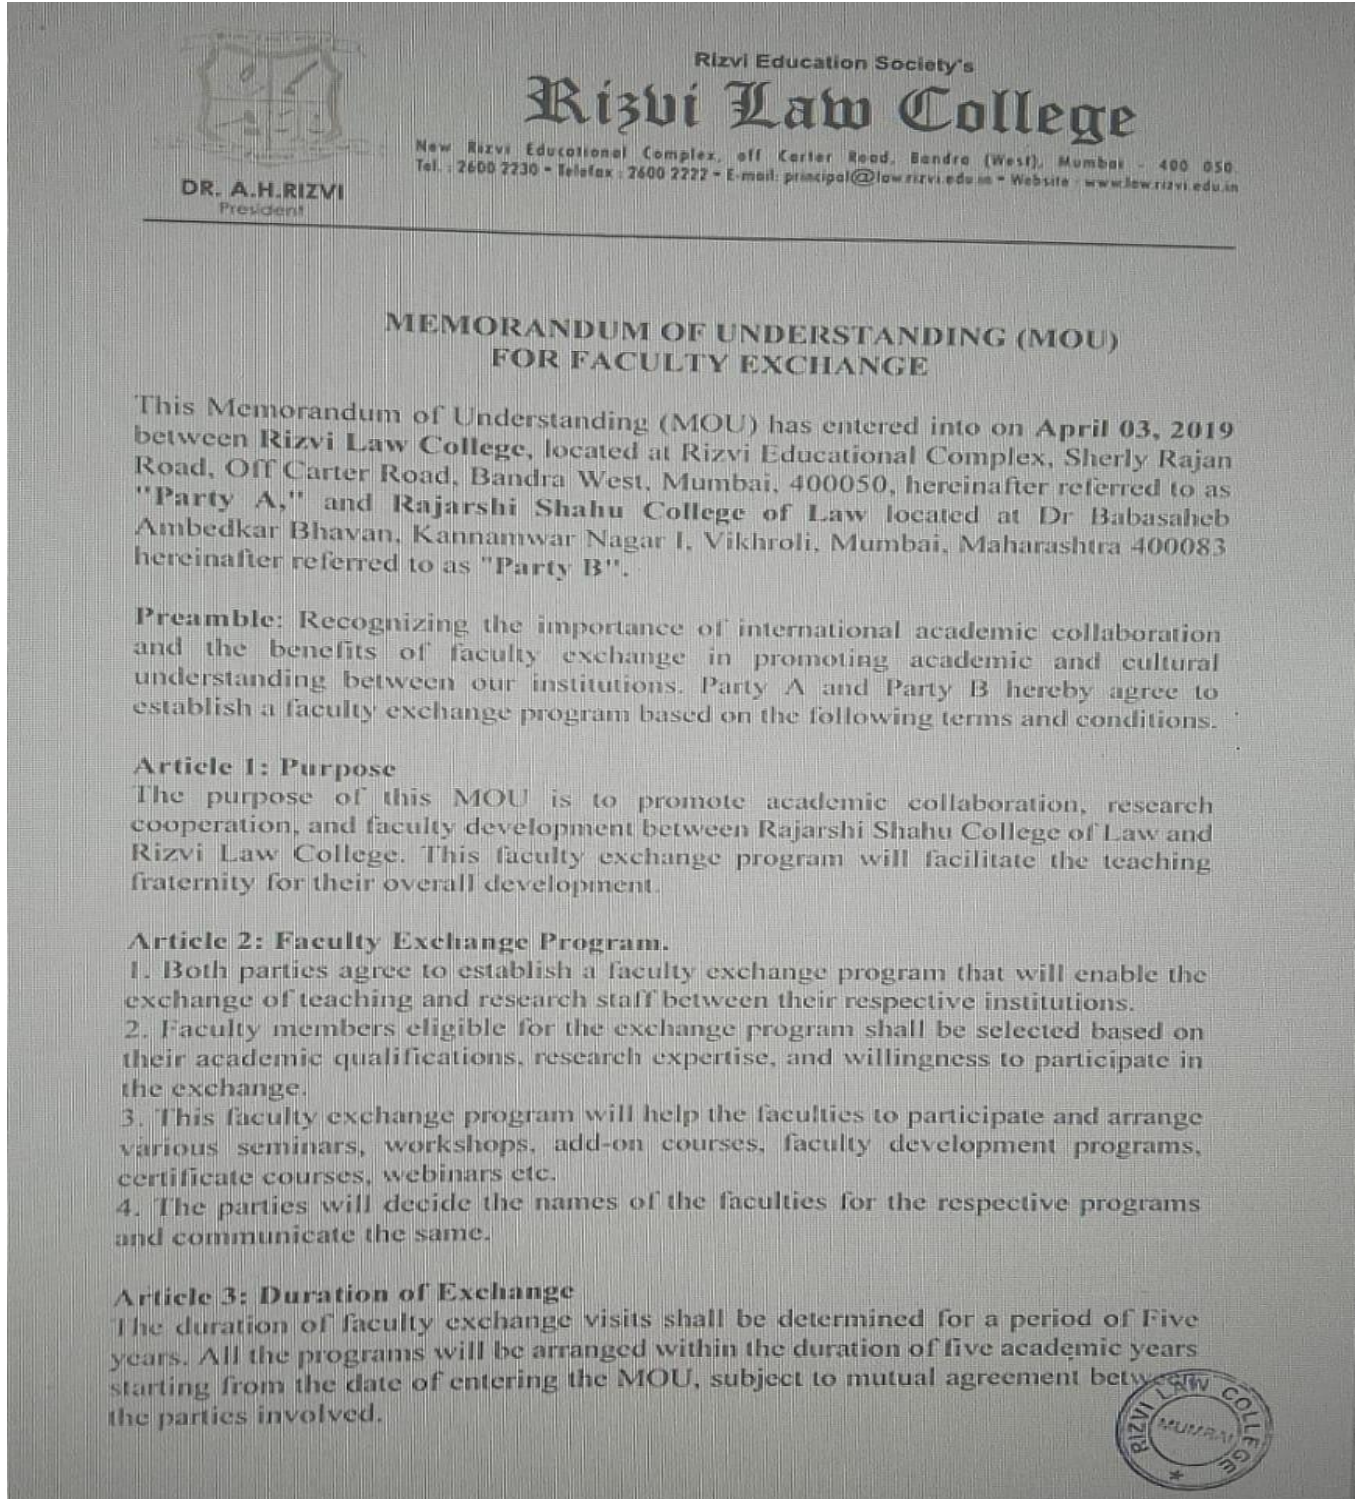 Rizvi Education Society's
Rizvi Law College
New Rizvi Educational Complex, off Carter Road, Bandra (West), Mumbai - 400 050.
Tel. : 2600 2230 - Telefax : 2600 2222 - E-mail: principal@law.rizvi.edu.in - Website : www.law.rizvi.edu.in
DR. A.H.RIZVI
President
MEMORANDUM OF UNDERSTANDING (MOU)
FOR FACULTY EXCHANGE
This Memorandum of Understanding (MOU) has entered into on April 03, 2019
between Rizvi Law College, located at Rizvi Educational Complex, Sherly Rajan
Road, Off Carter Road, Bandra West, Mumbai, 400050, hereinafter referred to as
"Party A," and Rajarshi Shahu College of Law located at Dr Babasaheb
Ambedkar Bhavan, Kannamwar Nagar I, Vikhroli, Mumbai, Maharashtra 400083
hereinafter referred to as "Party B".
Preamble: Recognizing the importance of international academic collaboration
and the benefits of faculty exchange in promoting academic and cultural
understanding between our institutions. Party A and Party B hereby agree to
establish a faculty exchange program based on the following terms and conditions.
Article 1: Purpose
The purpose of this MOU is to promote academic collaboration, research
cooperation, and faculty development between Rajarshi Shahu College of Law and
Rizvi Law College. This faculty exchange program will facilitate the teaching
fraternity for their overall development.
Article 2: Faculty Exchange Program.
1. Both parties agree to establish a faculty exchange program that will enable the
exchange of teaching and research staff between their respective institutions.
2. Faculty members eligible for the exchange program shall be selected based on
their academic qualifications, research expertise, and willingness to participate in
the exchange.
3. This faculty exchange program will help the faculties to participate and arrange
various seminars, workshops, add-on courses, faculty development programs,
certificate courses, webinars etc.
4. The parties will decide the names of the faculties for the respective programs
and communicate the same.
Article 3: Duration of Exchange
The duration of faculty exchange visits shall be determined for a period of Five
years. All the programs will be arranged within the duration of five academic years
starting from the date of entering the MOU, subject to mutual agreement between
the parties involved.
RIZVI LAW COLLEGE
MUMBAI